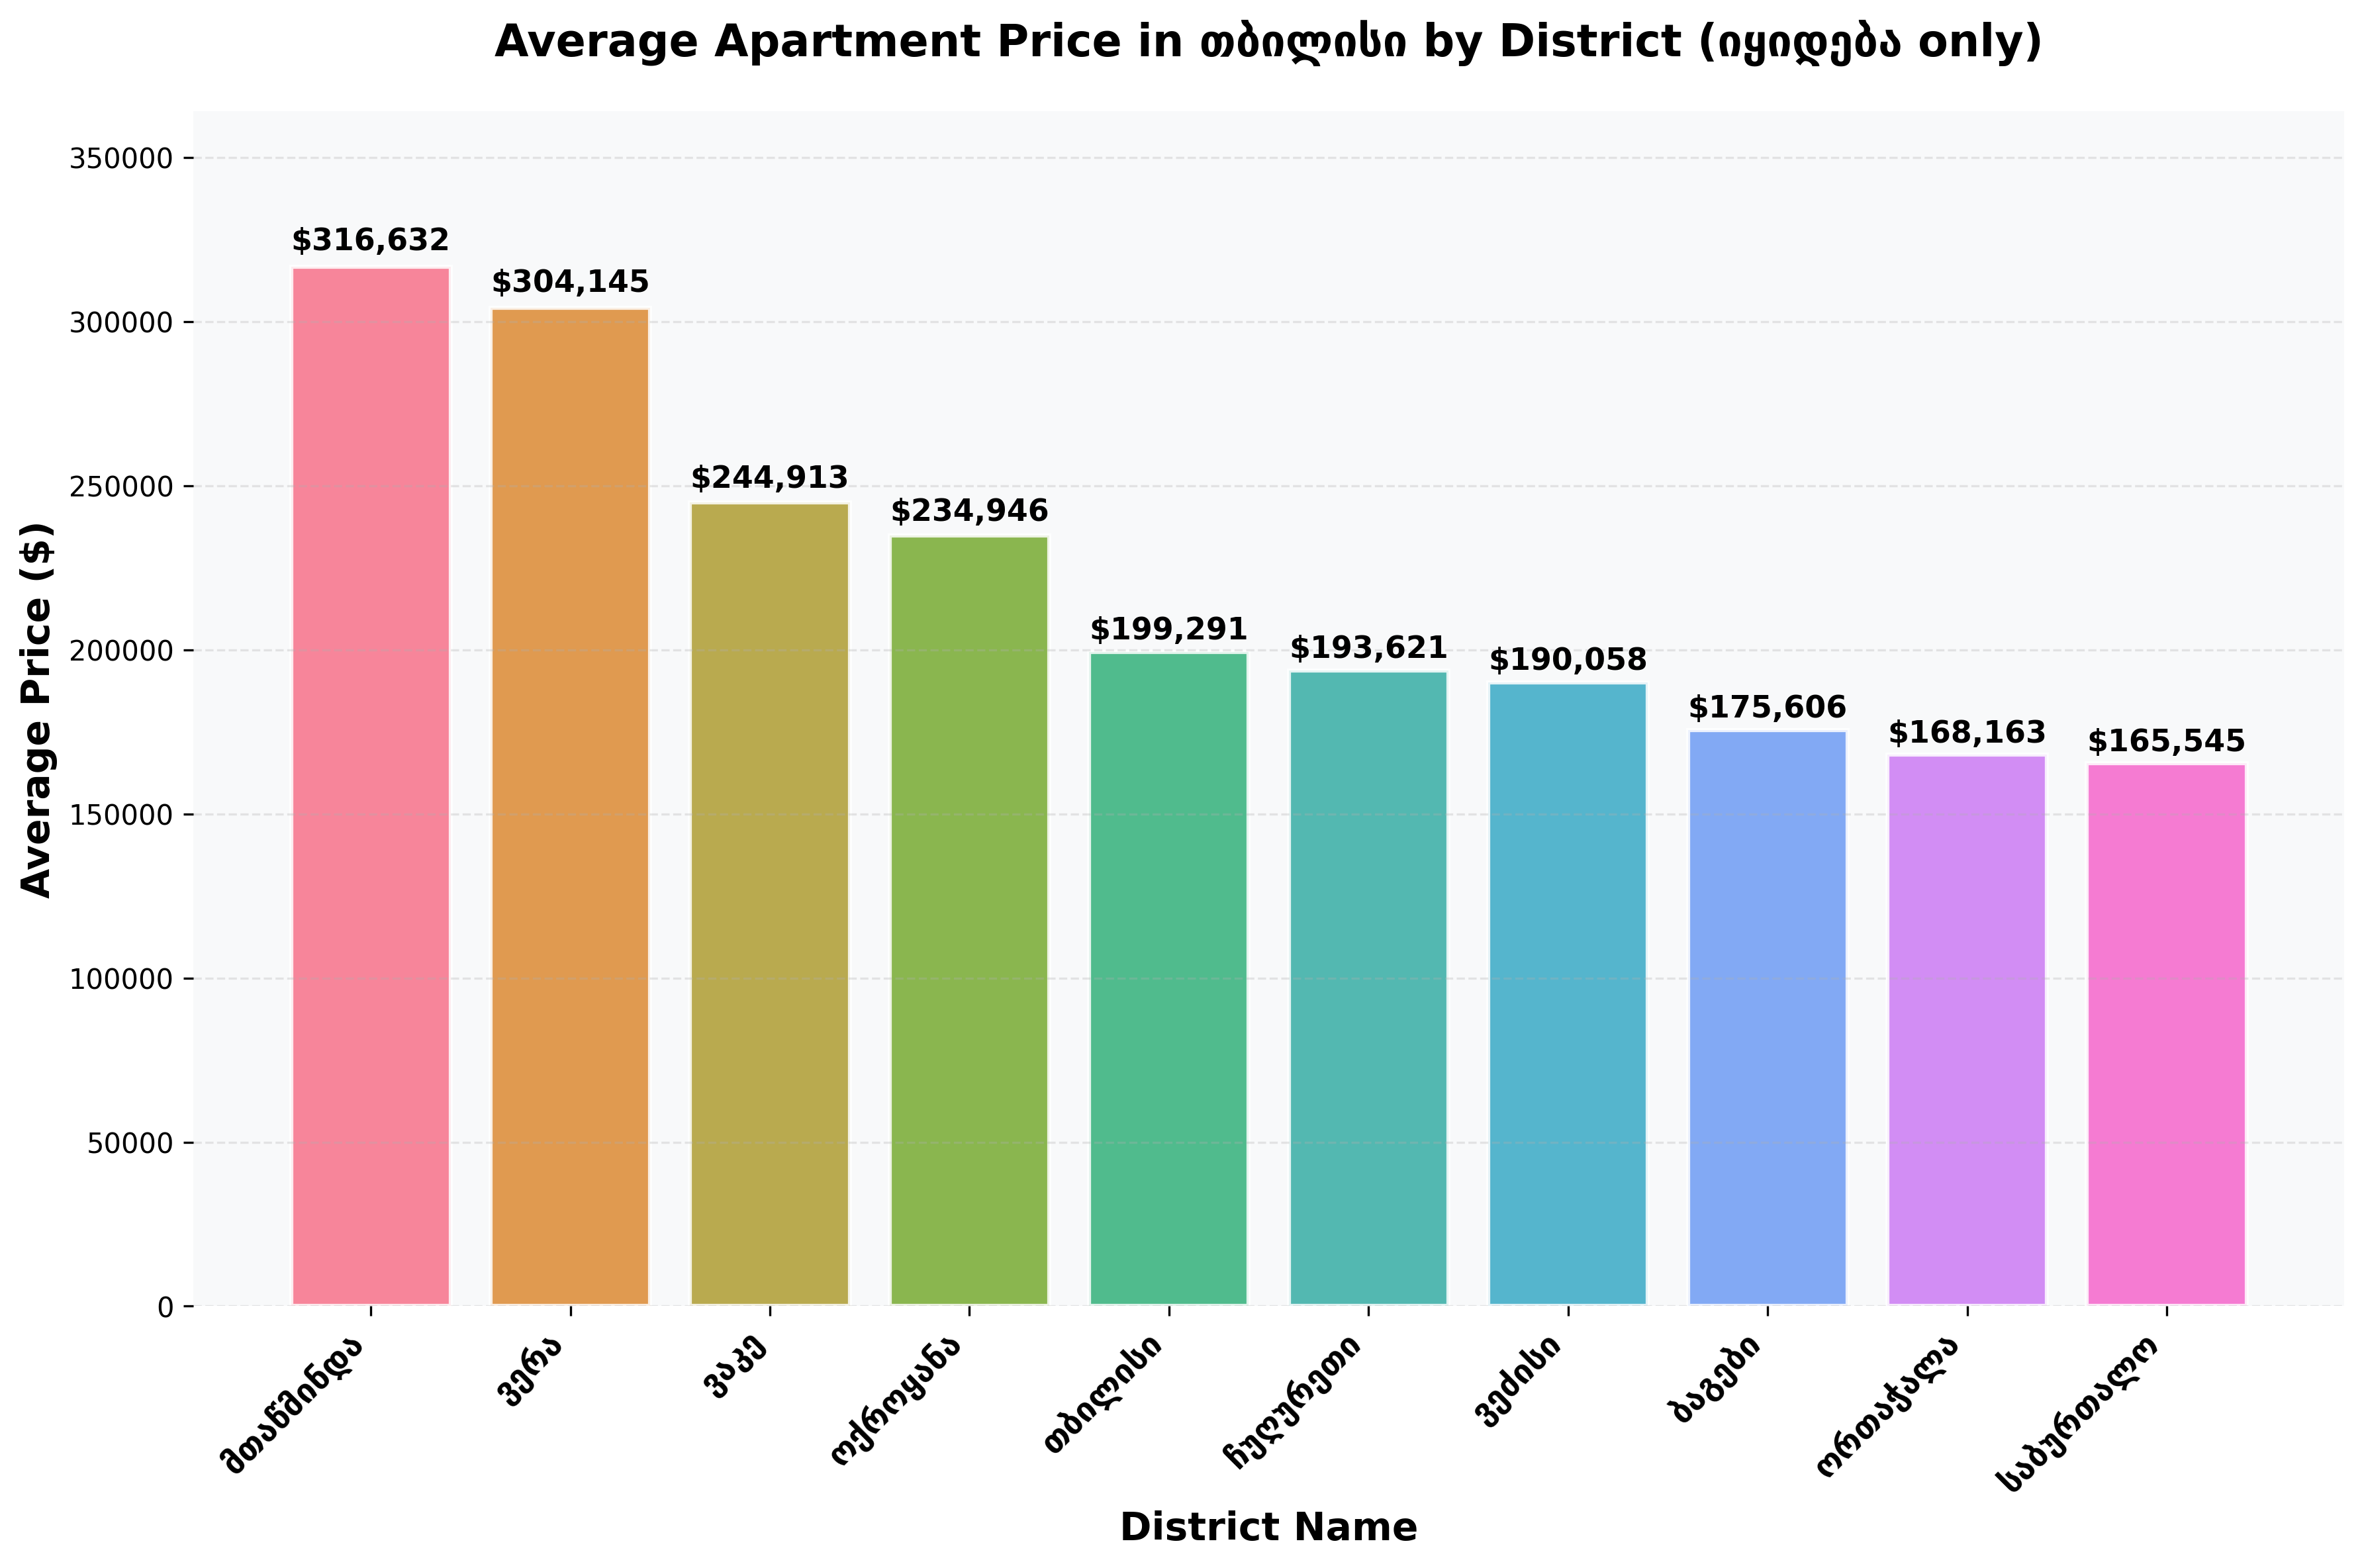 Average Apartment Price in თბილისი by District (იყიდება only)
Average Price ($)
350000
300000
250000
200000
150000
100000
50000
0
$316,632
$304,145
$244,913
$234,946
$199,291
$193,621
$190,058
$175,606
$168,163
$165,545
მთაწმინდა
ვერა
ვაკე
ოქროყანა
თბილისი
ჩუღურეთი
ვეძისი
ბაგები
ორთაჭალა
საბურთალო
District Name